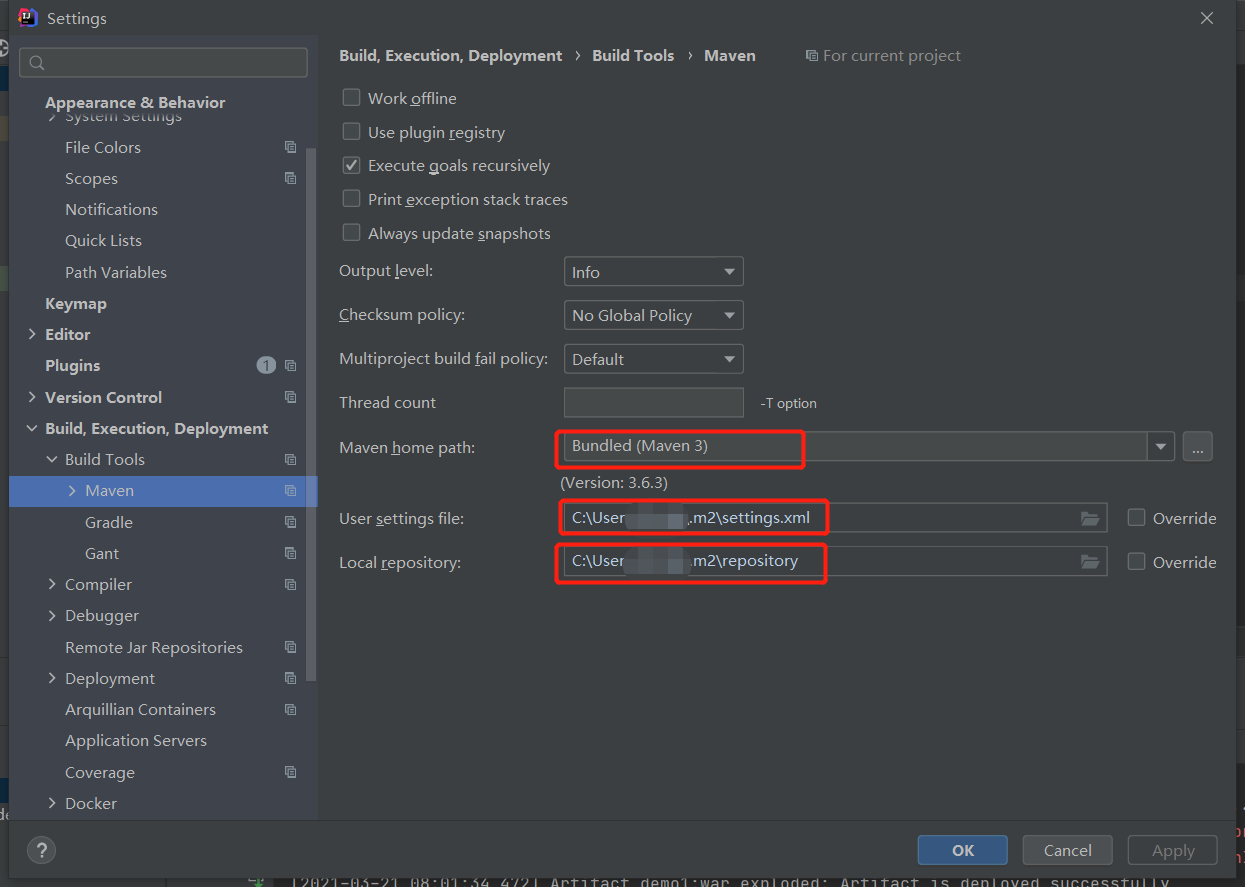 Settings
Build, Execution, Deployment › Build Tools › Maven For current project
Appearance & Behavior
System Settings
File Colors
Scopes
Notifications
Quick Lists
Path Variables
Keymap
Editor
Plugins 1
Version Control
Build, Execution, Deployment
Build Tools
Maven
Gradle
Gant
Compiler
Debugger
Remote Jar Repositories
Deployment
Arquillian Containers
Application Servers
Coverage
Docker
Work offline
Use plugin registry
Execute goals recursively
Print exception stack traces
Always update snapshots
Output level: Info
Checksum policy: No Global Policy
Multiproject build fail policy: Default
Thread count -T option
Maven home path: Bundled (Maven 3) ...
(Version: 3.6.3)
User settings file: C:\User .m2\settings.xml Override
Local repository: C:\User .m2\repository Override
? OK Cancel Apply
[2021-03-21 08:01:34,472] Artifact demo1:war exploded: Artifact is deployed successfully